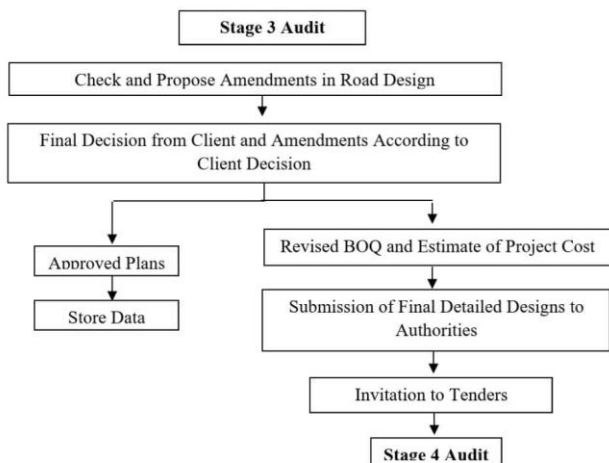 Stage 3 Audit
Check and Propose Amendments in Road Design
Final Decision from Client and Amendments According to
Client Decision
Approved Plans
Revised BOQ and Estimate of Project Cost
Store Data
Submission of Final Detailed Designs to
Authorities
Invitation to Tenders
Stage 4 Audit